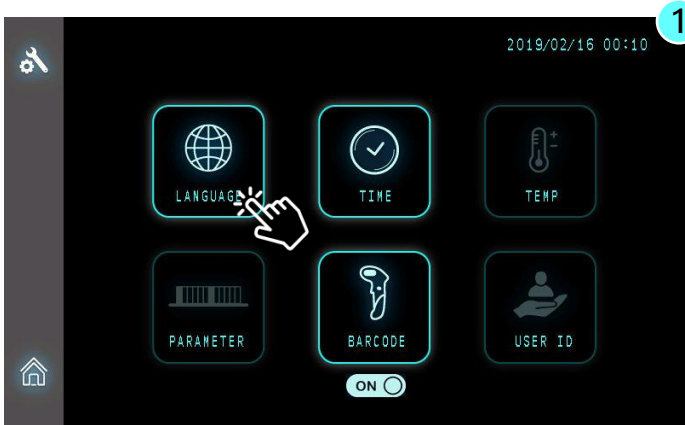 1
2019/02/16 00:10
LANGUAGE
TIME
TEMP
PARAMETER
BARCODE
USER ID
ON